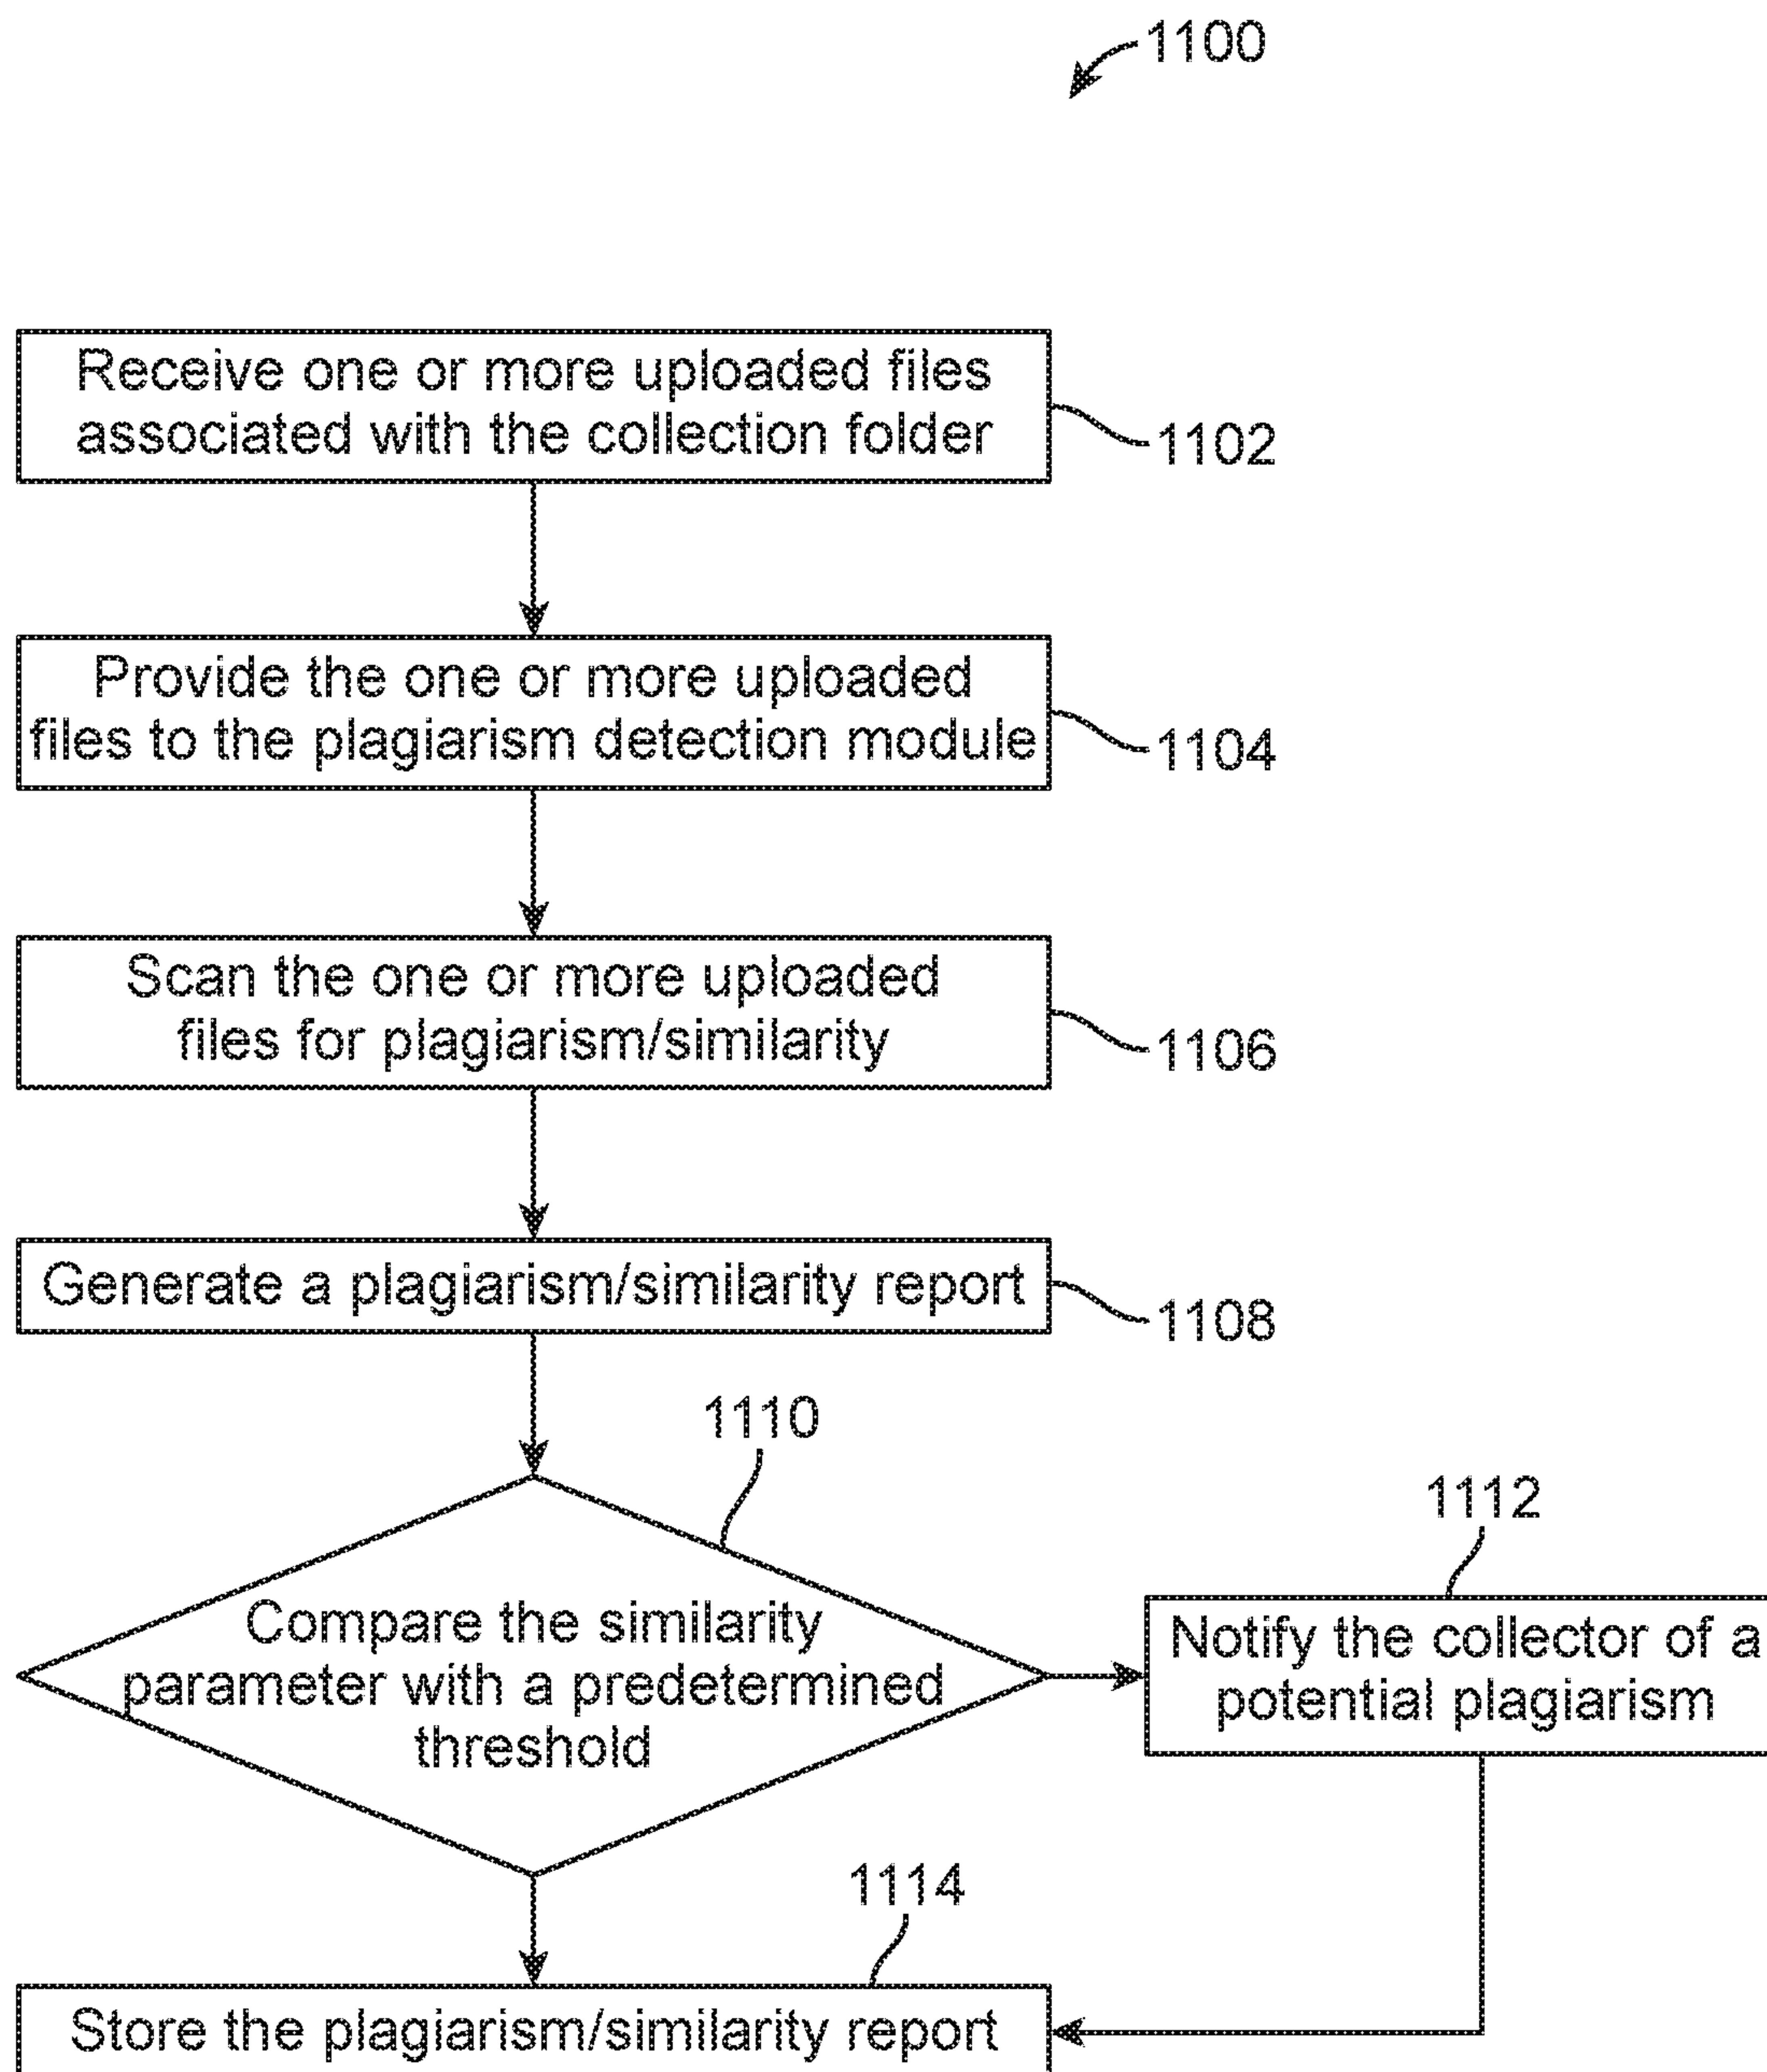 1100
Receive one or more uploaded files
associated with the collection folder
1102
Provide the one or more uploaded
files to the plagiarism detection module
1104
Scan the one or more uploaded
files for plagiarism/similarity
1106
Generate a plagiarism/similarity report
1108
1110
Compare the similarity
parameter with a predetermined
threshold
1112
Notify the collector of a
potential plagiarism
1114
Store the plagiarism/similarity report